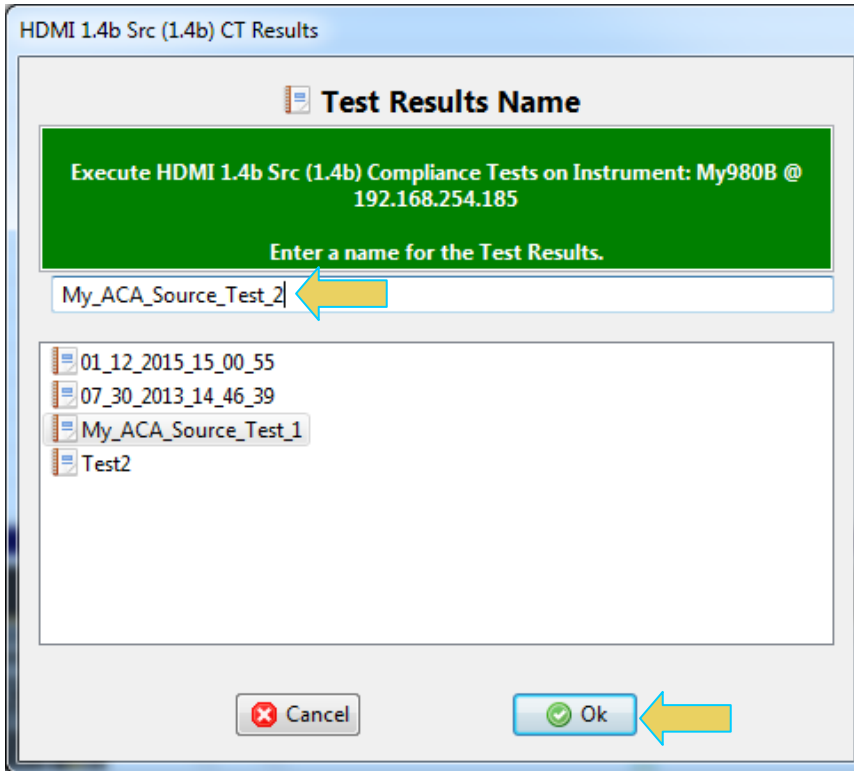 HDMI 1.4b Src (1.4b) CT Results
Test Results Name
Execute HDMI 1.4b Src (1.4b) Compliance Tests on Instrument: My980B @
192.168.254.185
Enter a name for the Test Results.
My_ACA_Source_Test_2
01_12_2015_15_00_55
07_30_2013_14_46_39
My_ACA_Source_Test_1
Test2
Cancel
Ok